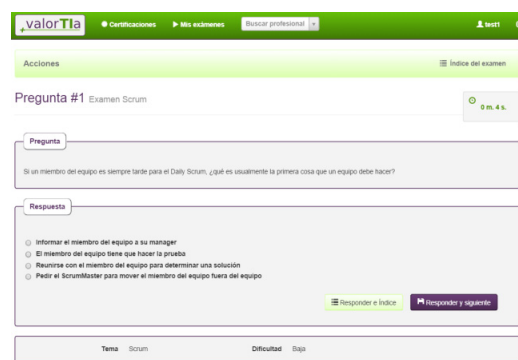 valorTIa
Certificaciones
Mis exámenes
Buscar profesional
test1
Acciones
Índice del examen
Pregunta #1 Examen Scrum
0 m. 4 s.
Pregunta
Si un miembro del equipo es siempre tarde para el Daily Scrum, ¿qué es usualmente la primera cosa que un equipo debe hacer?
Respuesta
Informar el miembro del equipo a su manager
El miembro del equipo tiene que hacer la prueba
Reunirse con el miembro del equipo para determinar una solución
Pedir el ScrumMaster para mover el miembro del equipo fuera del equipo
Responder e Índice
Responder y siguiente
Tema Scrum Dificultad Baja